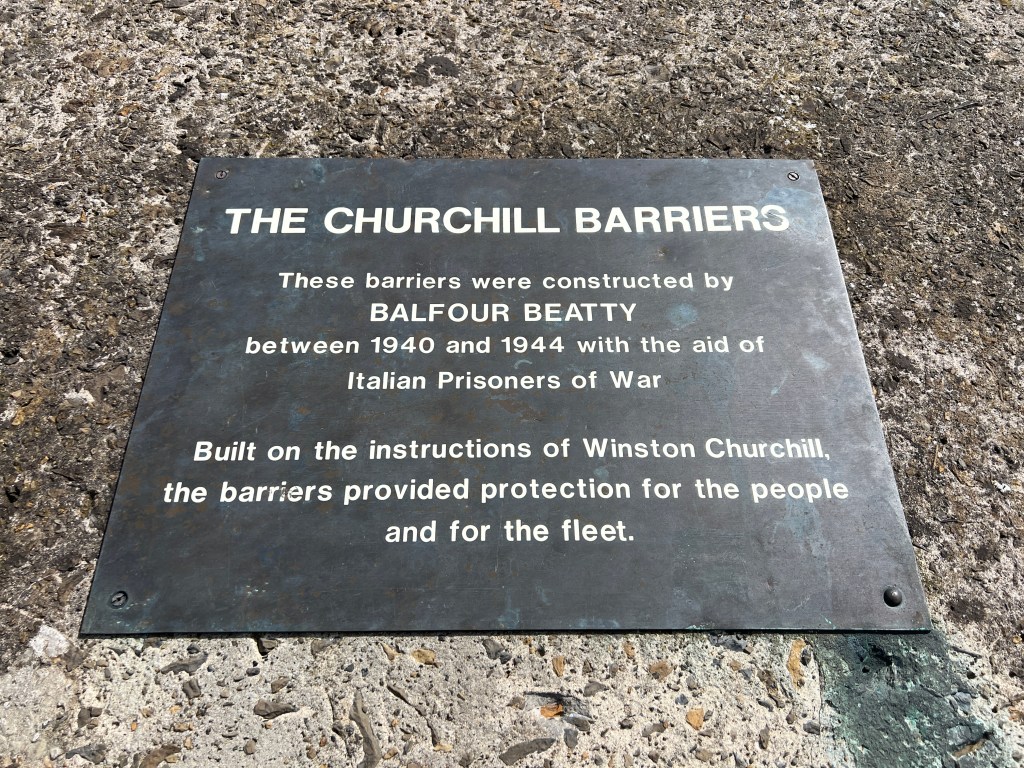 THE CHURCHILL BARRIERS
These barriers were constructed by
BALFOUR BEATTY
between 1940 and 1944 with the aid of
Italian Prisoners of War
Built on the instructions of Winston Churchill,
the barriers provided protection for the people
and for the fleet.